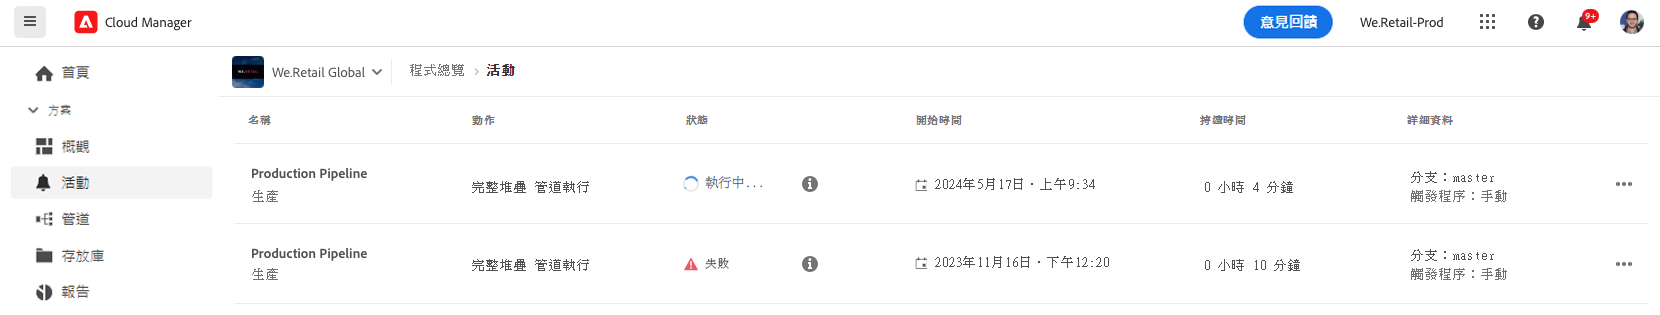 Cloud Manager
意見回饋
We.Retail-Prod
9+
首頁
方案
概觀
活動
管道
存放庫
報告
We.Retail Global
程式總覽 > 活動
名稱 動作 狀態 開始時間 持續時間 詳細資料
Production Pipeline
生產
完整堆疊 管道執行
執行中...
2024年5月17日·上午9:34
0 小時 4 分鐘
分支：master
觸發程序：手動
Production Pipeline
生產
完整堆疊 管道執行
失敗
2023年11月16日·下午12:20
0 小時 10 分鐘
分支：master
觸發程序：手動